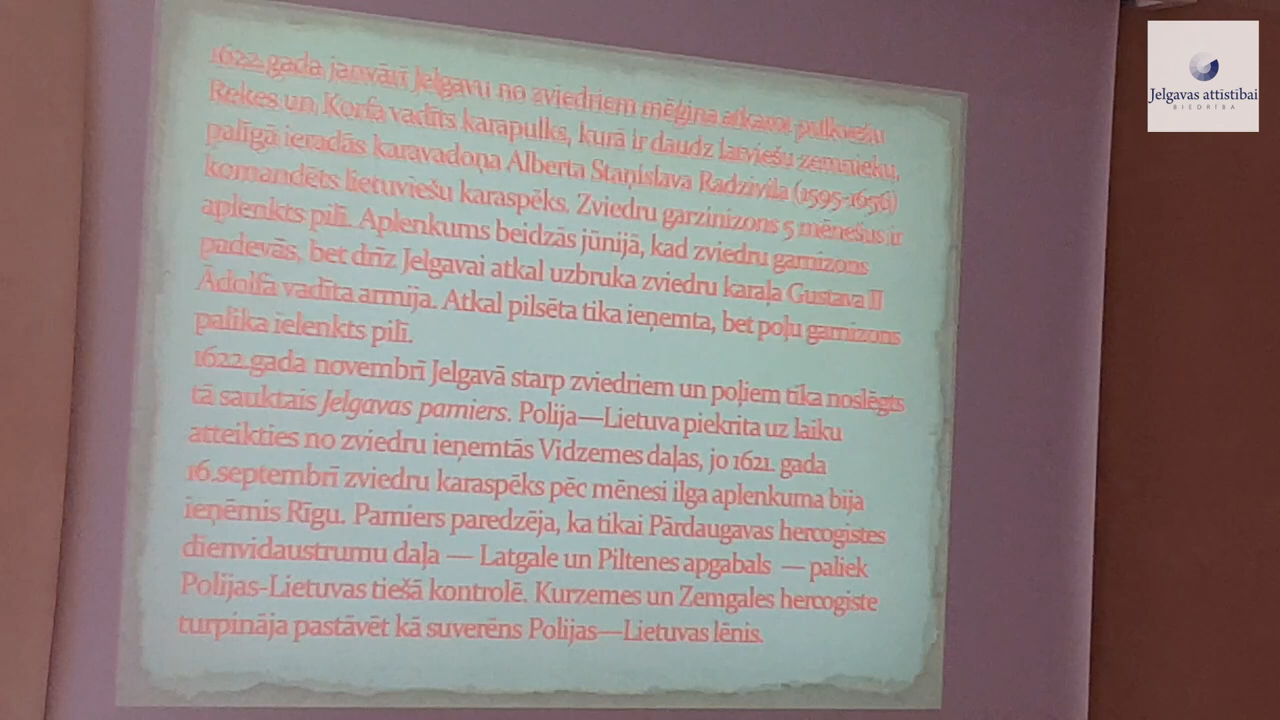 1622.gada janvārī Jelgavu no zviedriem mēģina atkarot pulkvežu
Rekes un Korfa vadīts karapulks, kurā ir daudz latviešu zemnieku,
palīgā ieradās karavadoņa Alberta Staņislava Radzivila (1595-1656)
komandēts lietuviešu karaspēks. Zviedru garzinizons 5 mēnešus ir
aplenkts pilī. Aplenkums beidzās jūnijā, kad zviedru garnizons
padevās, bet drīz Jelgavai atkal uzbruka zviedru karaļa Gustava II
Ādolfa vadīta armija. Atkal pilsēta tika ieņemta, bet poļu garnizons
palika ielenkts pilī.
1622.gada novembrī Jelgavā starp zviedriem un poļiem tika noslēgts
tā sauktais Jelgavas pamiers. Polija—Lietuva piekrita uz laiku
atteikties no zviedru ieņemtās Vidzemes daļas, jo 1621. gada
16.septembrī zviedru karaspēks pēc mēnesi ilga aplenkuma bija
ieņēmis Rīgu. Pamiers paredzēja, ka tikai Pārdaugavas hercogistes
dienvidaustrumu daļa — Latgale un Piltenes apgabals — paliek
Polijas-Lietuvas tiešā kontrolē. Kurzemes un Zemgales hercogiste
turpināja pastāvēt kā suverēns Polijas—Lietuvas lēnis.
Jelgavas attīstībai
BIEDRĪBA